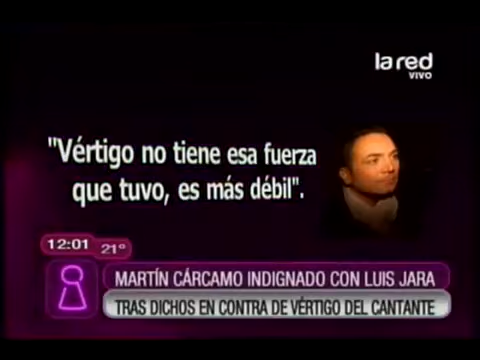 la red
VIVO
"Vértigo no tiene esa fuerza
que tuvo, es más débil".
12:01 21°
MARTÍN CÁRCAMO INDIGNADO CON LUIS JARA
TRAS DICHOS EN CONTRA DE VÉRTIGO DEL CANTANTE